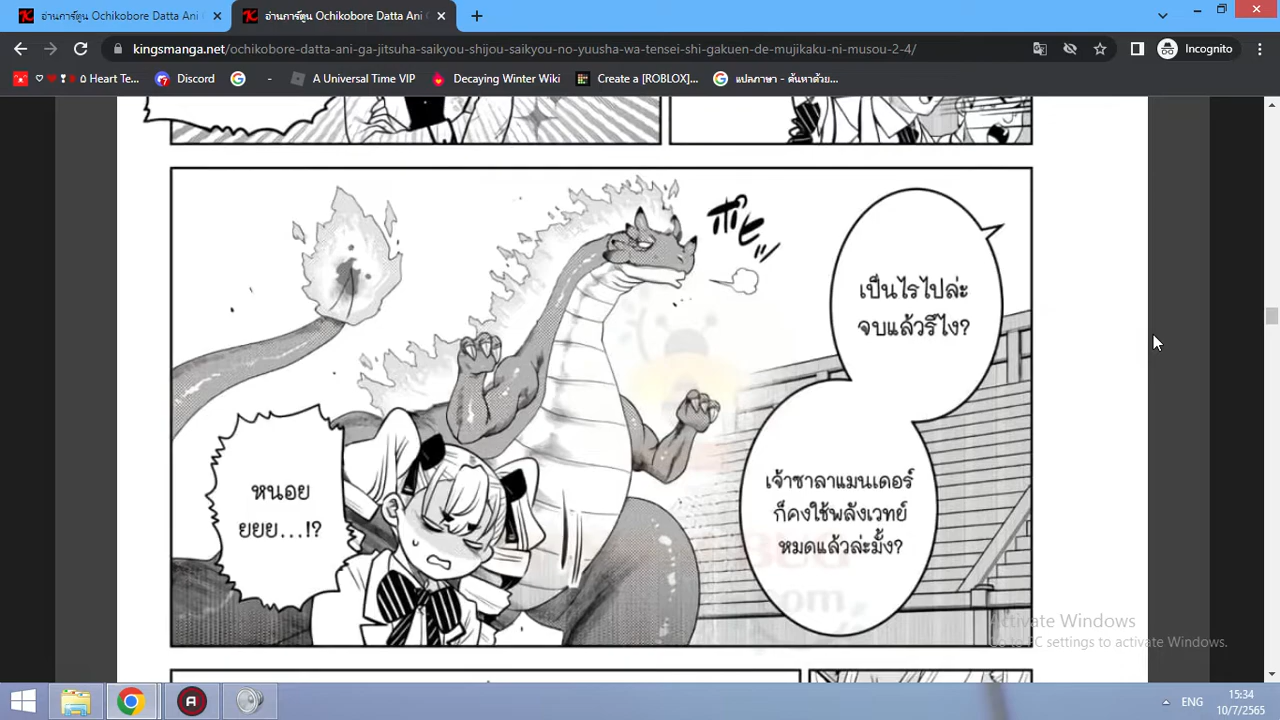 อ่านการ์ตูน Ochikobore Datta Ani
อ่านการ์ตูน Ochikobore Datta Ani
kingsmanga.net/ochikobore-datta-ani-ga-jitsuha-saikyou-shijou-saikyou-no-yuusha-wa-tensei-shi-gakuen-de-mujikaku-ni-musou-2-4/
Incognito
0 Heart Te...
Discord
-
A Universal Time VIP
Decaying Winter Wiki
Create a [ROBLOX]...
แปลภาษา - ค้นหาด้วย...
ポヒッ
เป็นไรไปล่ะ
จบแล้วรึไง?
เจ้าซาลาแมนเดอร์
ก็คงใช้พลังเวทย์
หมดแล้วล่ะมั้ง?
หนอย
ยยย...!?
com
Activate Windows
Go to PC settings to activate Windows.
ENG
15:34
10/7/2565